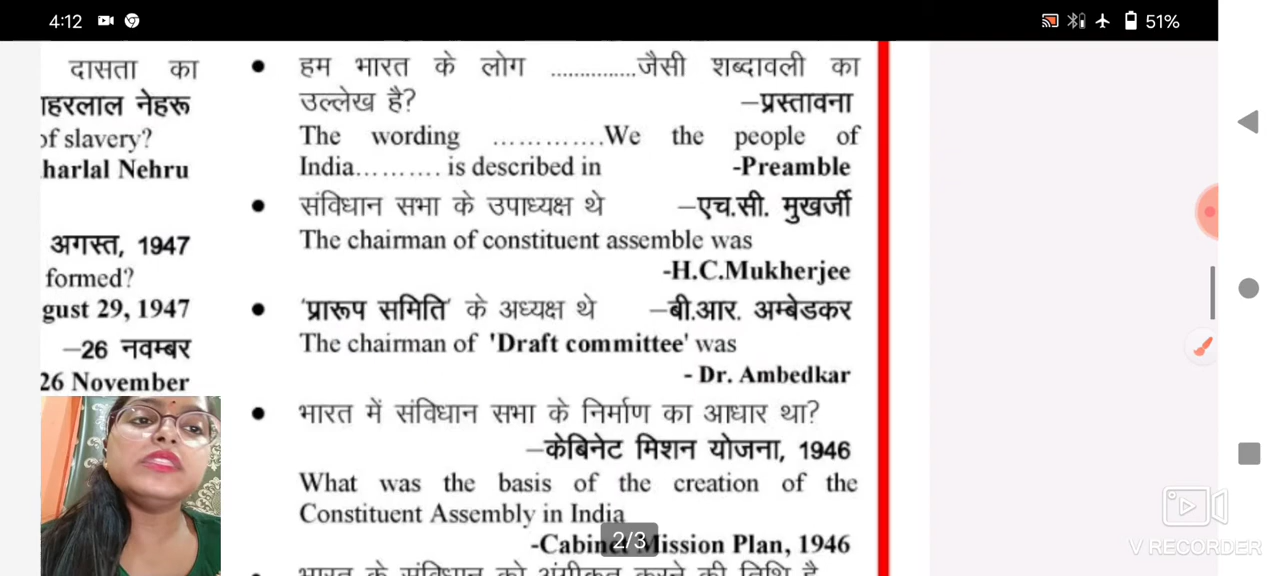 4:12
51%
दासता का
ाहरलाल नेहरू
of slavery?
harlal Nehru
अगस्त, 1947
formed?
gust 29, 1947
–26 नवम्बर
26 November
• हम भारत के लोग ..............जैसी शब्दावली का
उल्लेख है? –प्रस्तावना
The wording .............We the people of
India.......... is described in -Preamble
• संविधान सभा के उपाध्यक्ष थे –एच.सी. मुखर्जी
The chairman of constituent assemble was
-H.C.Mukherjee
• 'प्रारूप समिति' के अध्यक्ष थे –बी.आर. अम्बेडकर
The chairman of 'Draft committee' was
- Dr. Ambedkar
• भारत में संविधान सभा के निर्माण का आधार था?
–केबिनेट मिशन योजना, 1946
What was the basis of the creation of the
Constituent Assembly in India
2/3
-Cabinet Mission Plan, 1946
• भारत के संविधान को अंगीकृत करने की तिथि है
V RECORDER